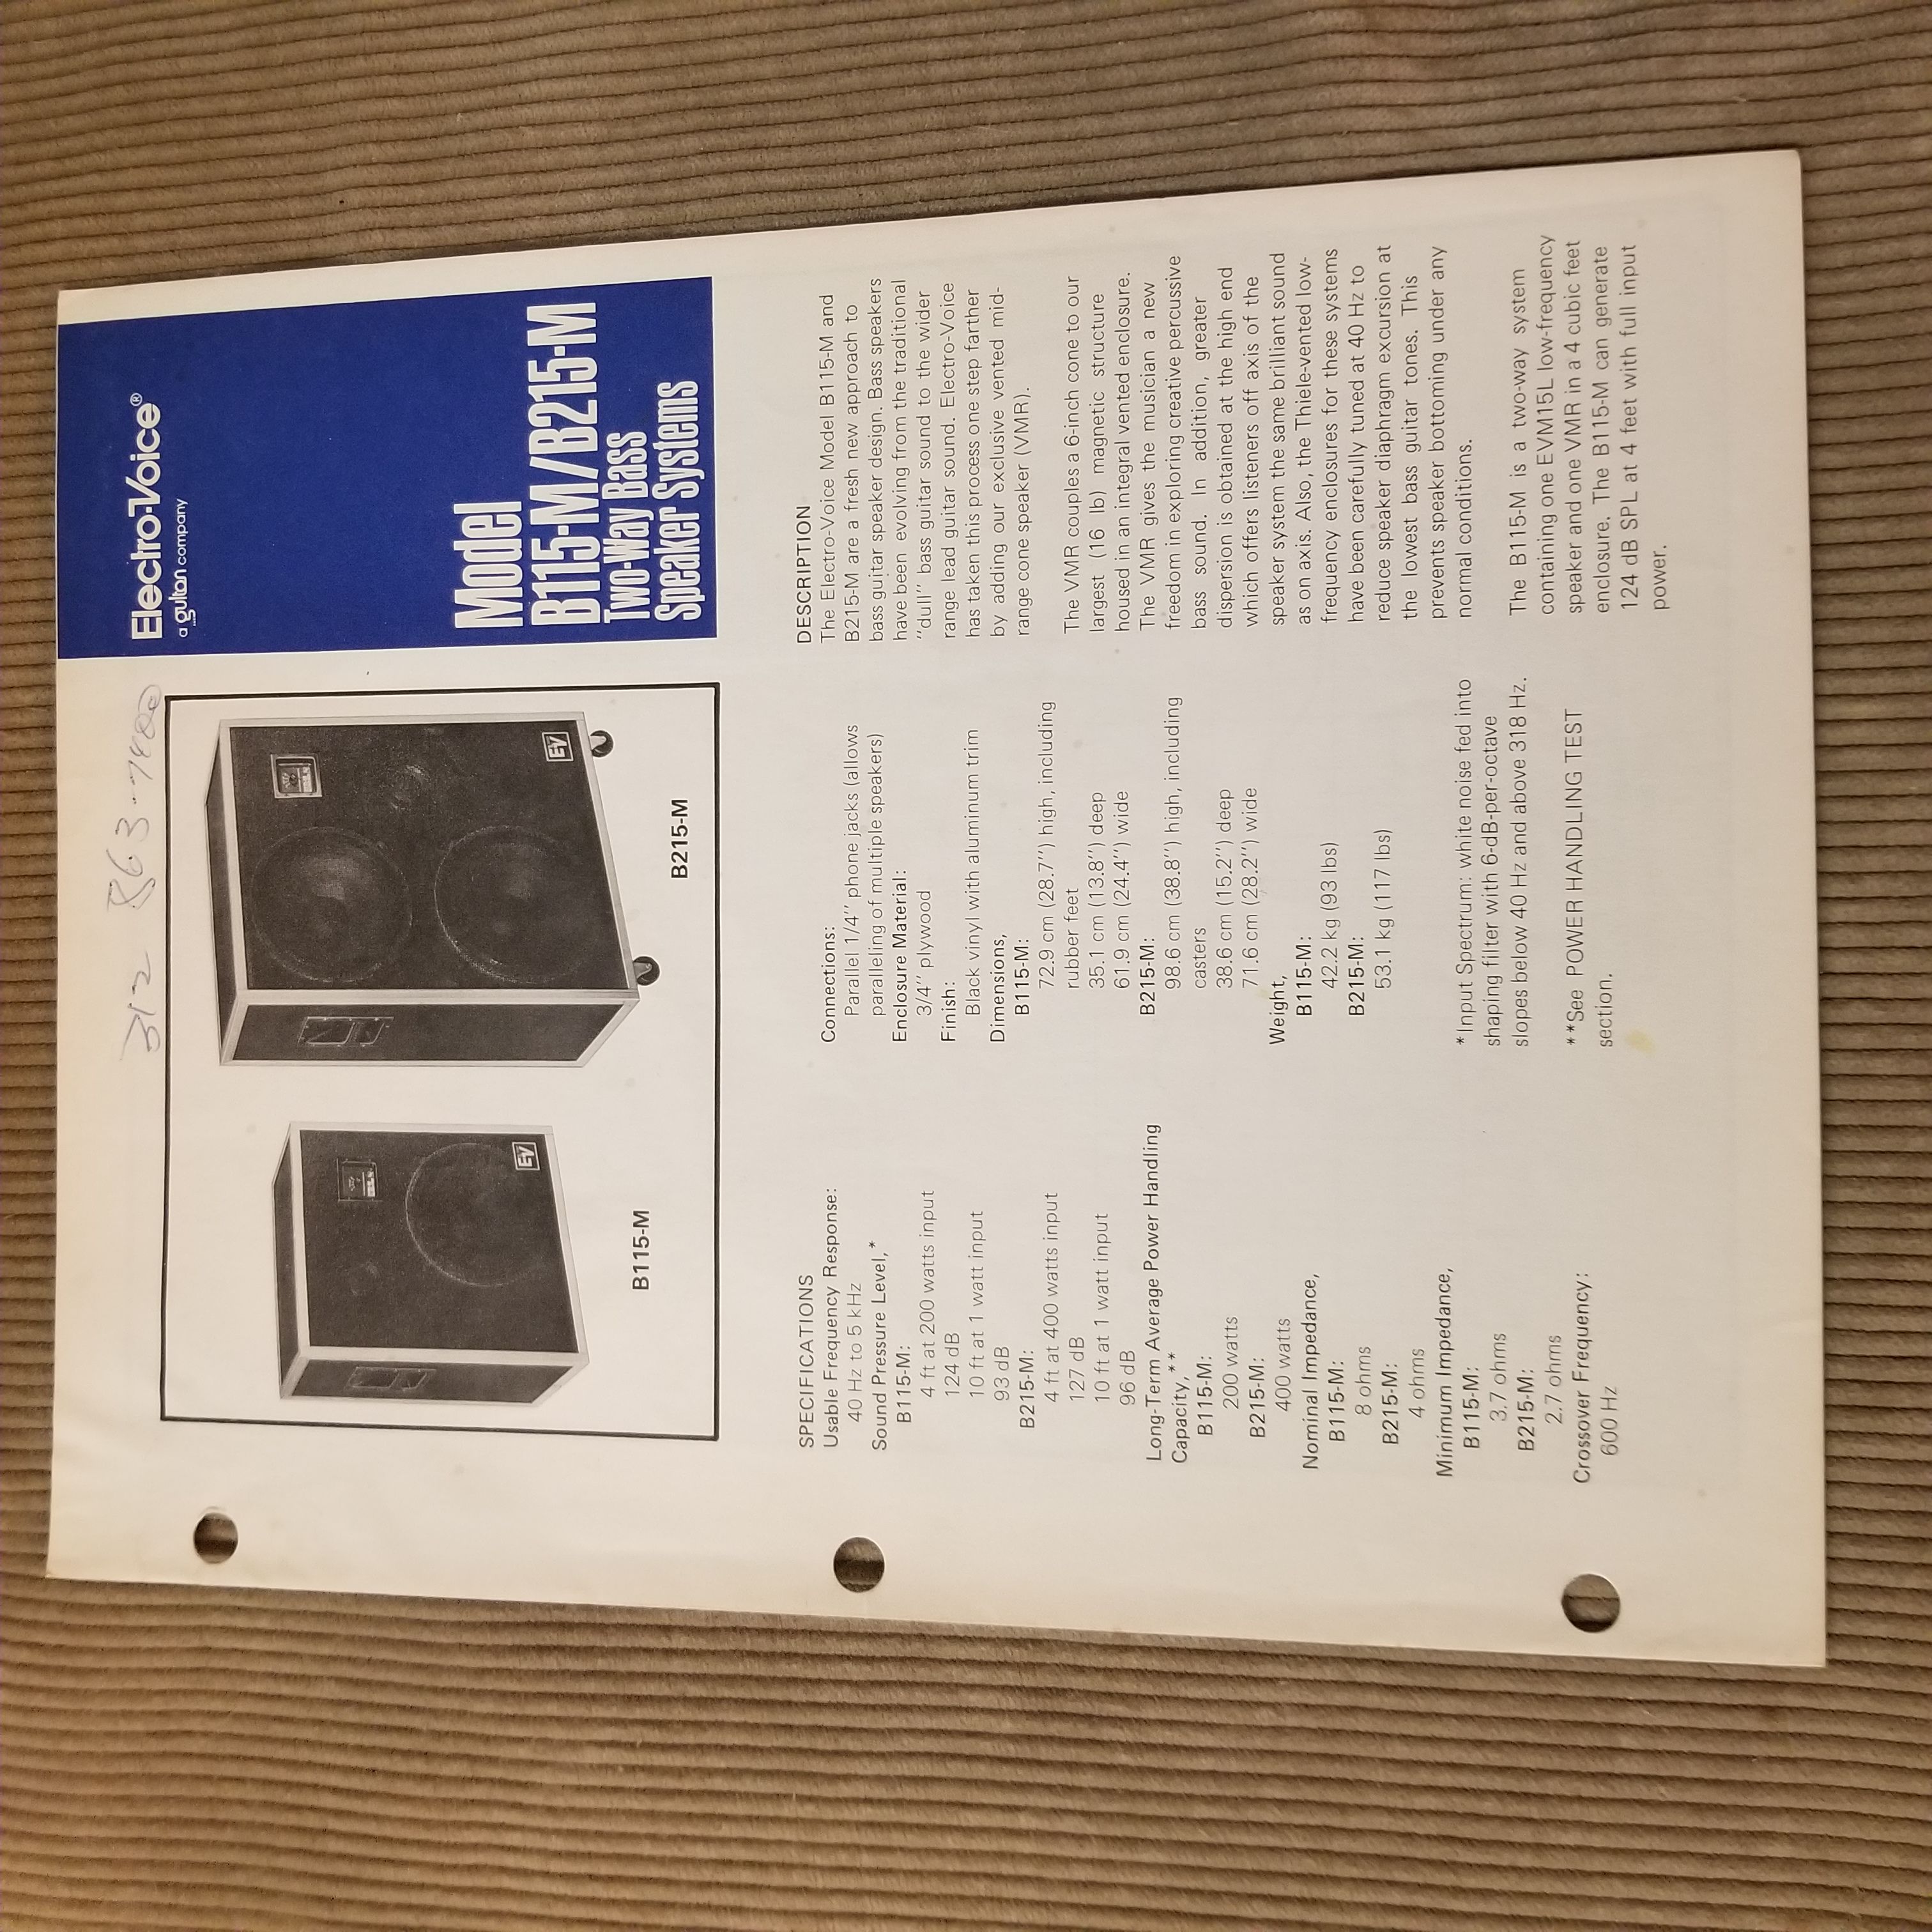 312 863-
Electro-Voice®
a gulton company
Model
B115-M/B215-M
Two-Way Bass
Speaker Systems
EV
EV
B115-M
B215-M
SPECIFICATIONS
Usable Frequency Response:
40 Hz to 5 kHz
Sound Pressure Level,*
B115-M:
4 ft at 200 watts input
124 dB
10 ft at 1 watt input
93 dB
B215-M:
4 ft at 400 watts input
127 dB
10 ft at 1 watt input
96 dB
Long-Term Average Power Handling
Capacity,**
B115-M:
200 watts
B215-M:
400 watts
Nominal Impedance,
B115-M:
8 ohms
B215-M:
4 ohms
Minimum Impedance,
B115-M:
3.7 ohms
B215-M:
2.7 ohms
Crossover Frequency:
600 Hz
Connections:
Parallel 1/4'' phone jacks (allows
paralleling of multiple speakers)
Enclosure Material:
3/4'' plywood
Finish:
Black vinyl with aluminum trim
Dimensions,
B115-M:
72.9 cm (28.7'') high, including
rubber feet
35.1 cm (13.8'') deep
61.9 cm (24.4'') wide
B215-M:
98.6 cm (38.8'') high, including
casters
38.6 cm (15.2'') deep
71.6 cm (28.2'') wide
Weight,
B115-M:
42.2 kg (93 lbs)
B215-M:
53.1 kg (117 lbs)
*Input Spectrum: white noise fed into
shaping filter with 6-dB-per-octave
slopes below 40 Hz and above 318 Hz.
**See POWER HANDLING TEST
section.
DESCRIPTION
The Electro-Voice Model B115-M and
B215-M are a fresh new approach to
bass guitar speaker design. Bass speakers
have been evolving from the traditional
"dull" bass guitar sound to the wider
range lead guitar sound. Electro-Voice
has taken this process one step farther
by adding our exclusive vented mid-
range cone speaker (VMR).
The VMR couples a 6-inch cone to our
largest (16 lb) magnetic structure
housed in an integral vented enclosure.
The VMR gives the musician a new
freedom in exploring creative percussive
bass sound. In addition, greater
dispersion is obtained at the high end
which offers listeners off axis of the
speaker system the same brilliant sound
as on axis. Also, the Thiele-vented low-
frequency enclosures for these systems
have been carefully tuned at 40 Hz to
reduce speaker diaphragm excursion at
the lowest bass guitar tones. This
prevents speaker bottoming under any
normal conditions.
The B115-M is a two-way system
containing one EVM15L low-frequency
speaker and one VMR in a 4 cubic feet
enclosure. The B115-M can generate
124 dB SPL at 4 feet with full input
power.